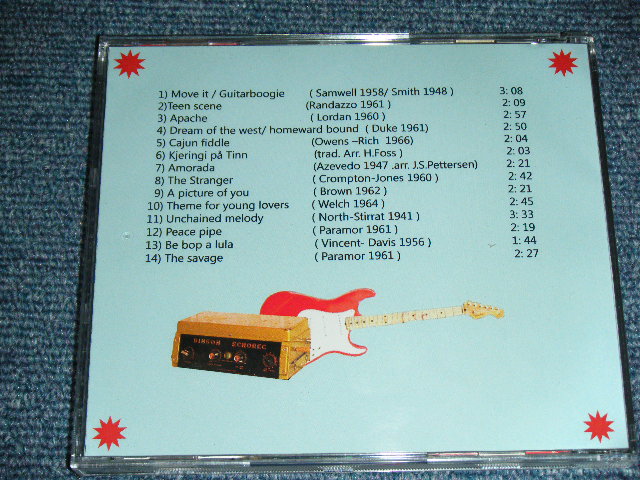 1) Move it / Guitarboogie ( Samwell 1958/ Smith 1948 ) 3: 08
2)Teen scene (Randazzo 1961 ) 2: 09
3) Apache ( Lordan 1960 ) 2: 57
4) Dream of the west/ homeward bound ( Duke 1961) 2: 50
5) Cajun fiddle (Owens –Rich 1966) 2: 04
6) Kjeringi på Tinn (trad. Arr. H.Foss ) 2: 03
7) Amorada (Azevedo 1947 .arr. J.S.Pettersen) 2: 21
8) The Stranger ( Crompton-Jones 1960 ) 2: 42
9) A picture of you ( Brown 1962 ) 2: 21
10) Theme for young lovers ( Welch 1964 ) 2: 45
11) Unchained melody ( North-Stirrat 1941 ) 3: 33
12) Peace pipe ( Paramor 1961 ) 2: 19
13) Be bop a lula ( Vincent- Davis 1956 ) 1: 44
14) The savage ( Paramor 1961 ) 2: 27
BINSON ECHOREC